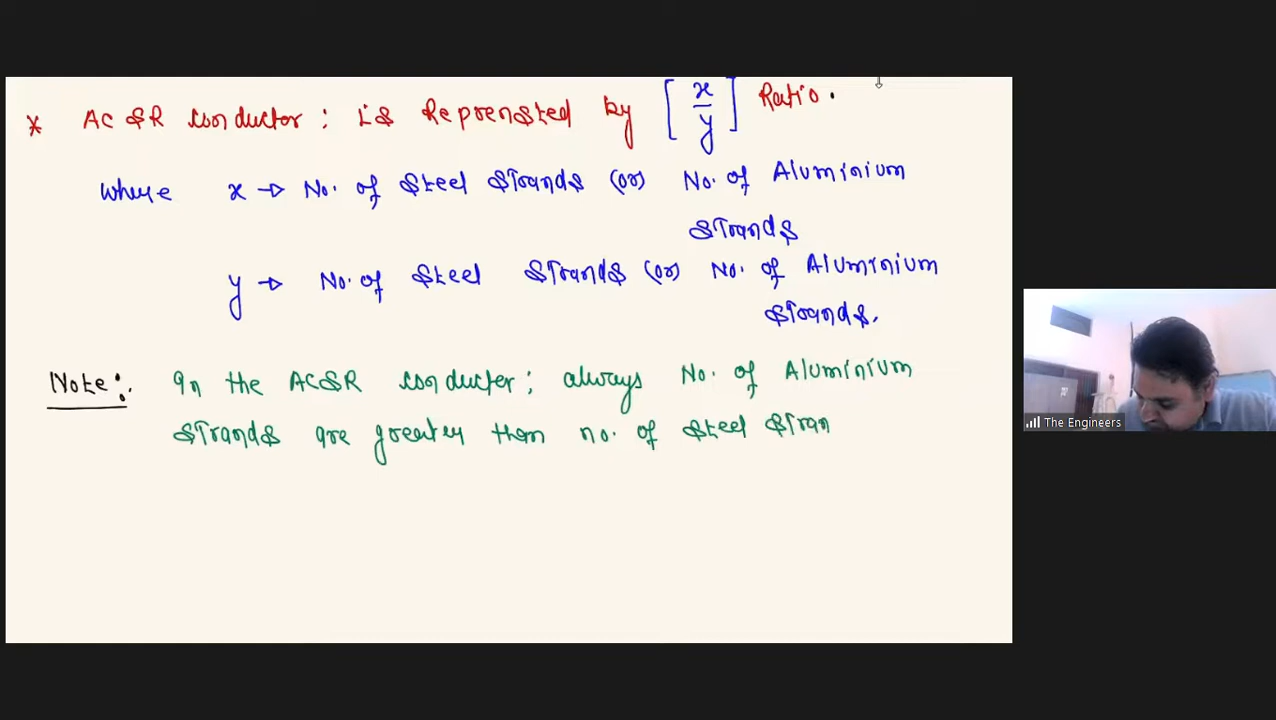 * ACSR conductor: is Reprensted by [x/y] Ratio.
where x → No. of Steel Strands (or) No. of Aluminium
Strands
y → No. of Steel Strands (or) No. of Aluminium
Strands.
Note:. In the ACSR conductor; always No. of Aluminium
Strands are greater then no. of Steel Stran
The Engineers